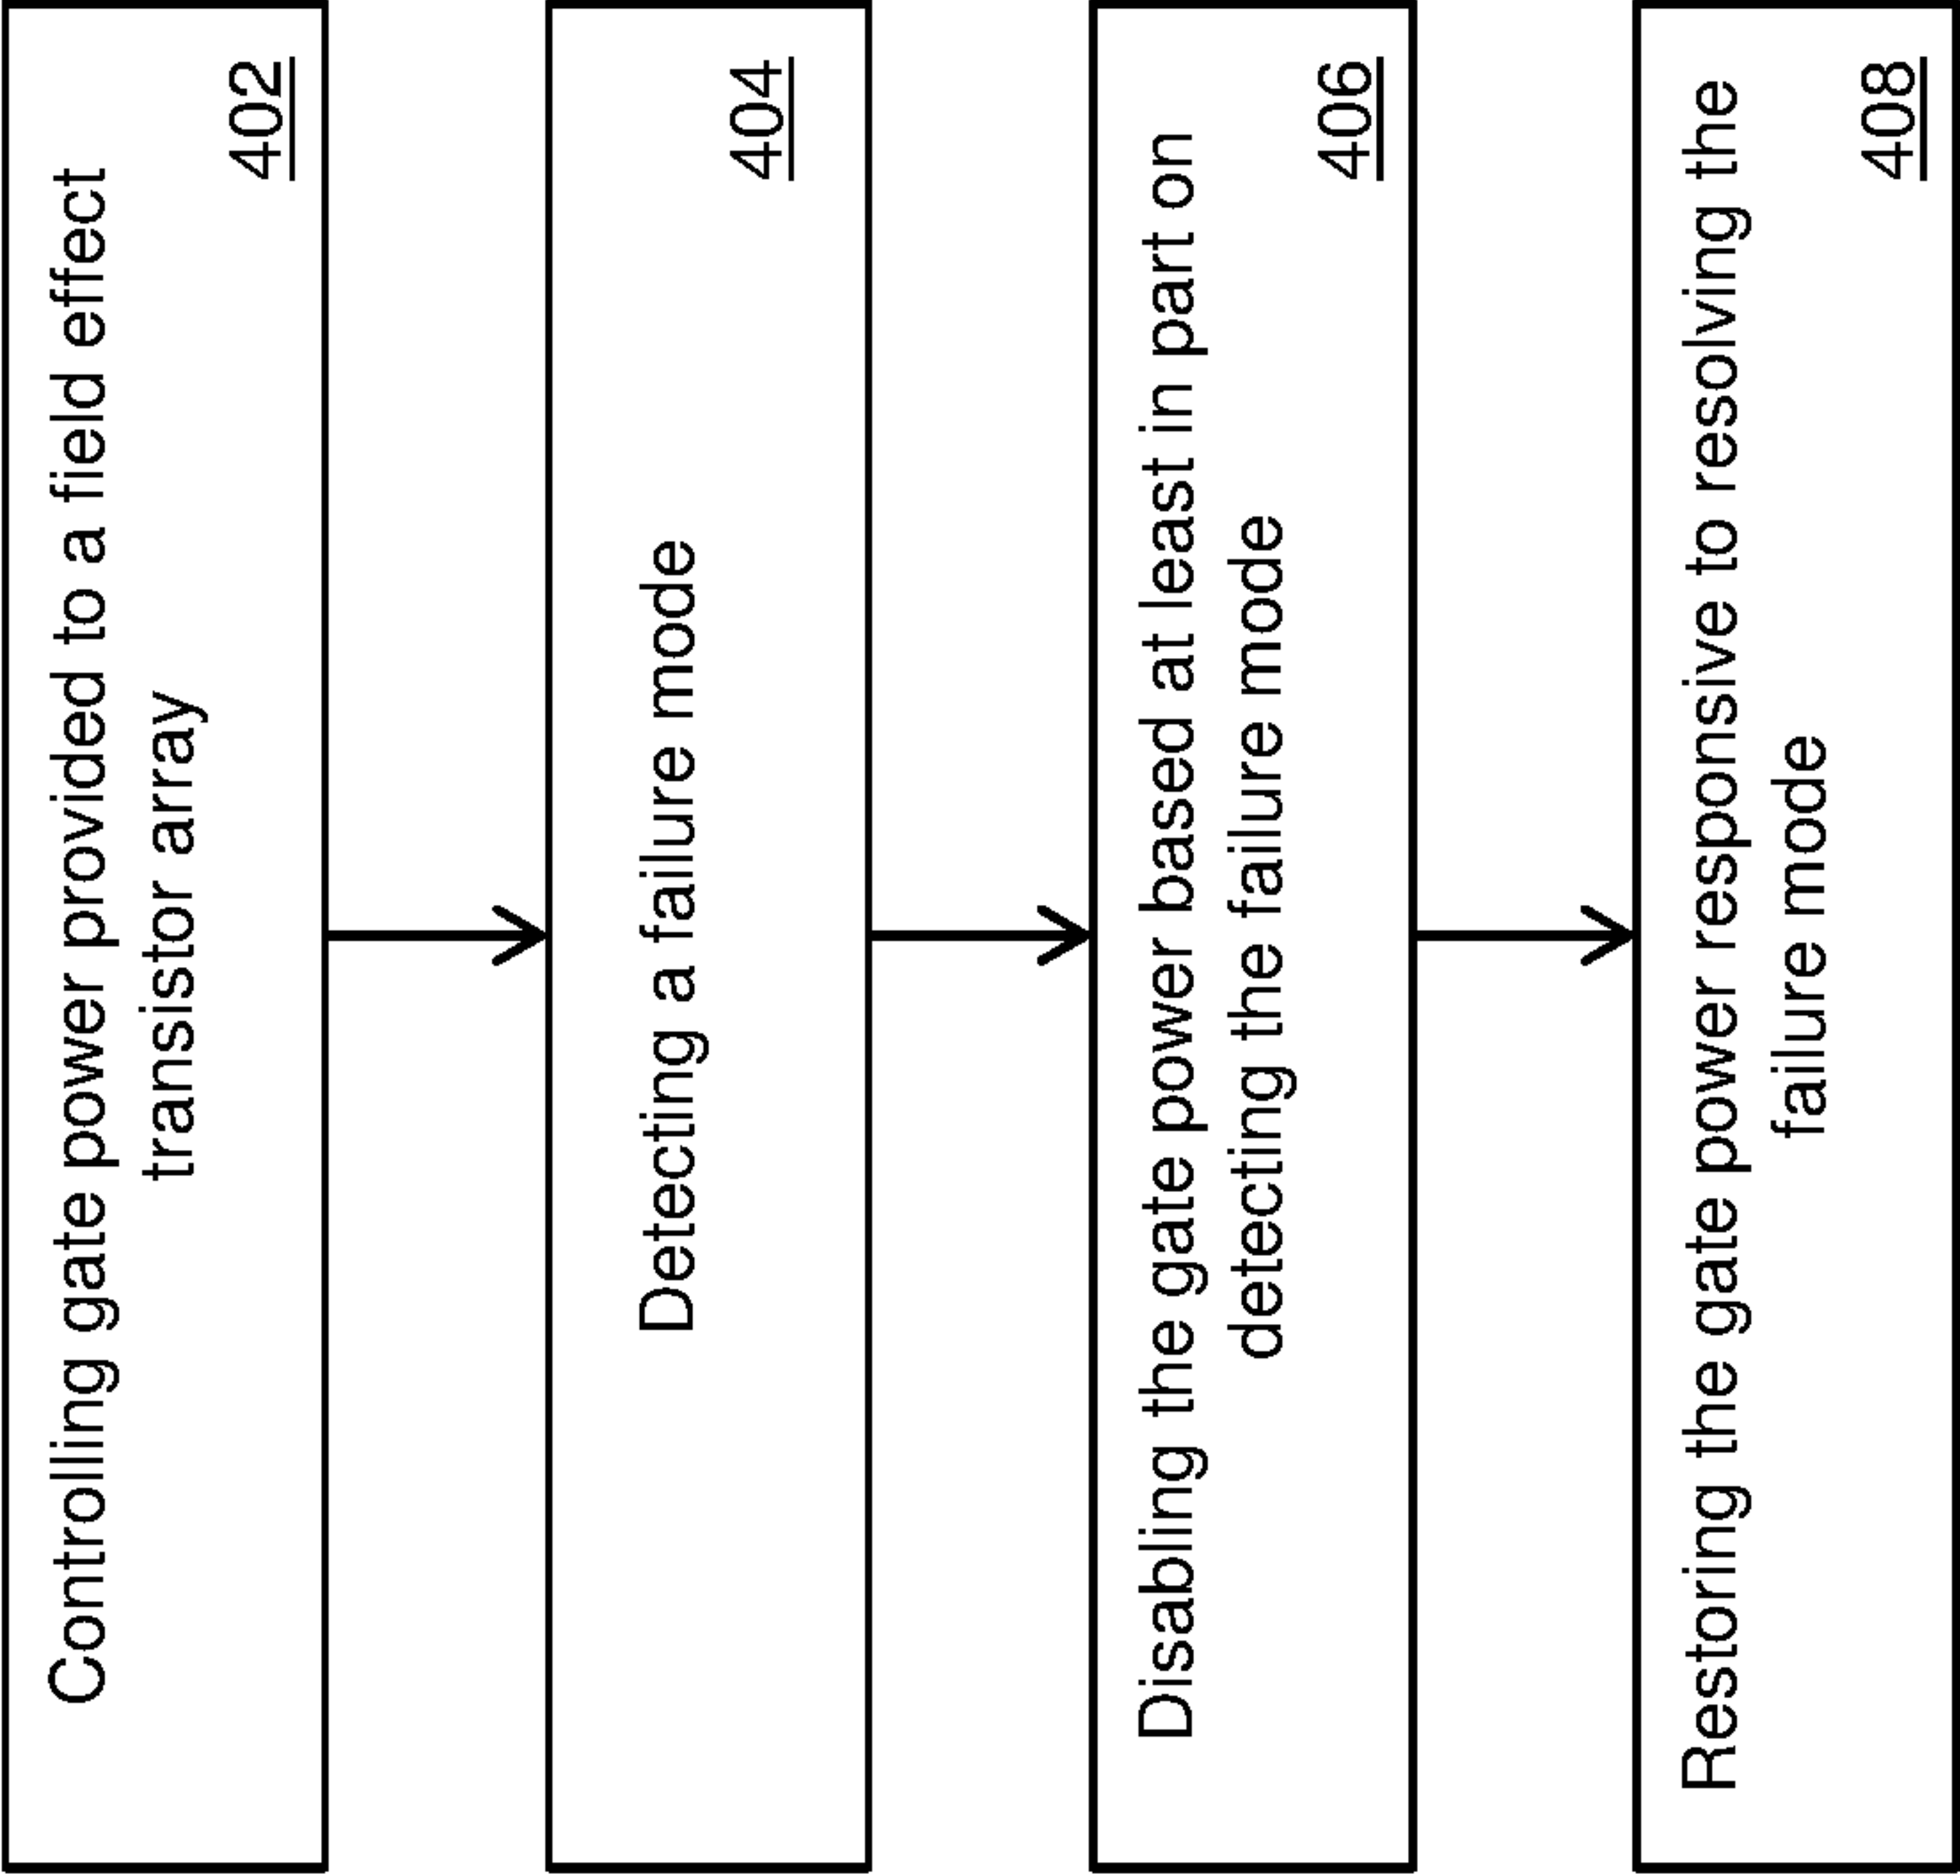 Controlling gate power provided to a field effect
transistor array
402
Detecting a failure mode
404
Disabling the gate power based at least in part on
detecting the failure mode
406
Restoring the gate power responsive to resolving the
failure mode
408